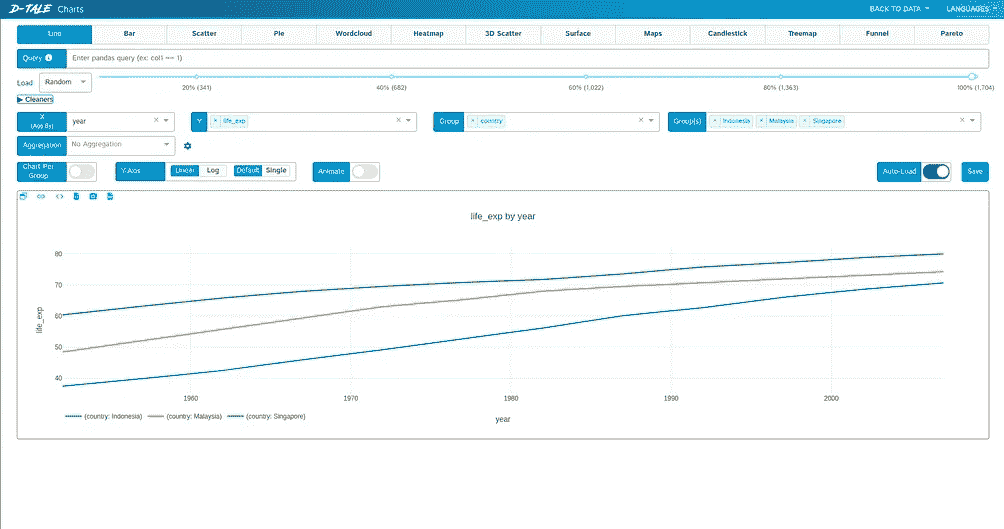 D-TALE Charts BACK TO DATA LANGUAGES
Line Bar Scatter Pie Wordcloud Heatmap 3D Scatter Surface Maps Candlestick Treemap Funnel Pareto
Query Enter pandas query (ex: col1 == 1)
Load Random 20% (341) 40% (682) 60% (1,022) 80% (1,363) 100% (1,704)
▶ Cleaners
X
(Agg By) year Y × life_exp Group × country Group(s) × Indonesia × Malaysia × Singapore
Aggregation No Aggregation
Chart Per
Group Y-Axis Linear Log Default Single Animate Auto-Load Save
life_exp by year
80
70
60
50
40
life_exp
1960 1970 1980 1990 2000
(country: Indonesia) (country: Malaysia) (country: Singapore)
year